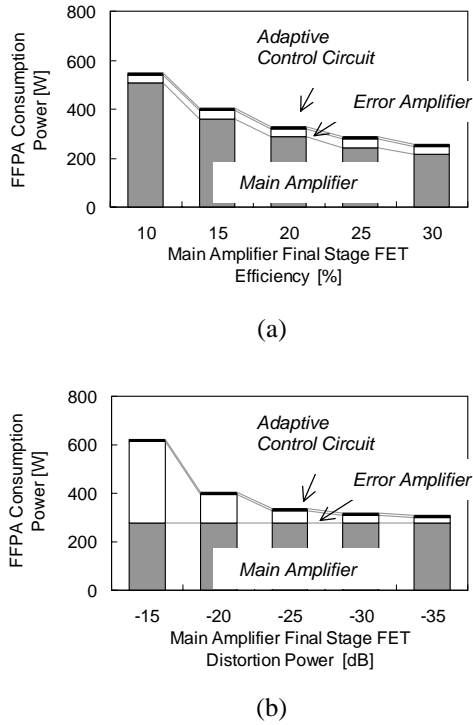 FFPA Consumption
Power [W]
800
600
400
200
0
Adaptive
Control Circuit
Error Amplifier
Main Amplifier
10 15 20 25 30
Main Amplifier Final Stage FET
Efficiency [%]
(a)
FFPA Consumption
Power [W]
800
600
400
200
0
Adaptive
Control Circuit
Error Amplifier
Main Amplifier
-15 -20 -25 -30 -35
Main Amplifier Final Stage FET
Distortion Power [dB]
(b)